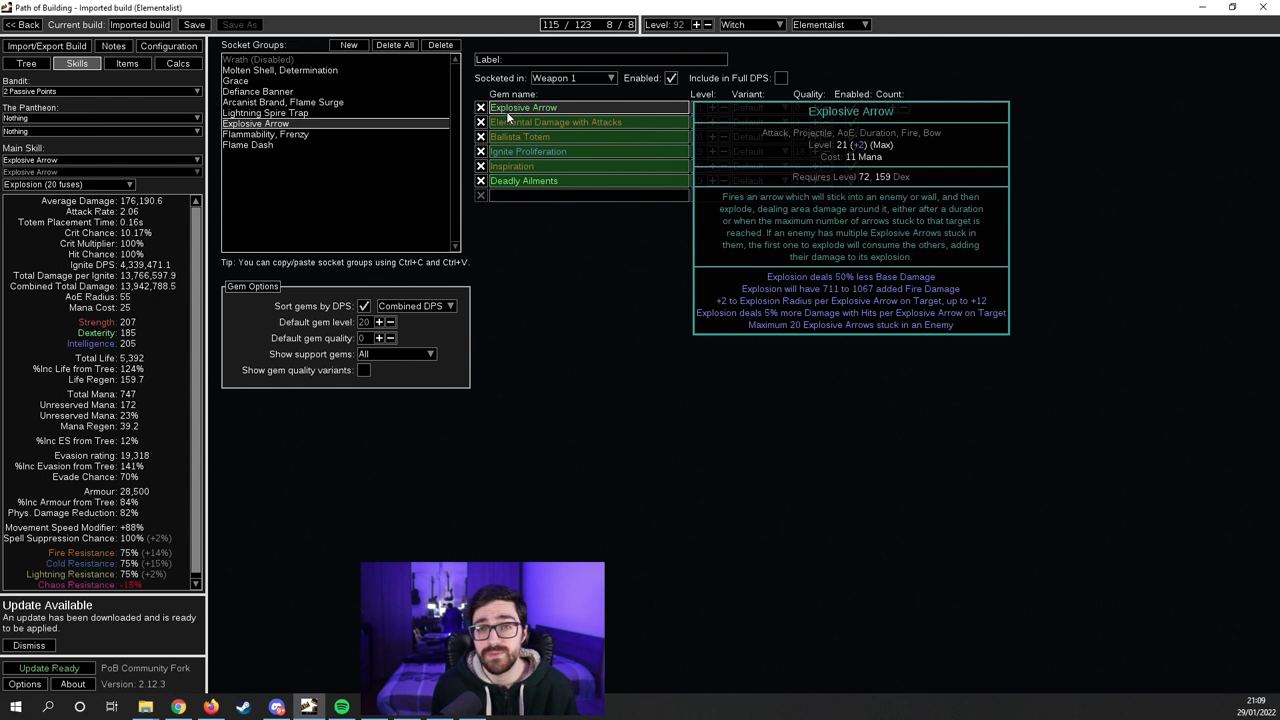 Path of Building - Imported build (Elementalist)
<< Back Current build: Imported build Save Save As 115 / 123 8 / 8 Level: 92 Witch Elementalist
Import/Export Build Notes Configuration
Tree Skills Items Calcs
Bandit:
2 Passive Points
The Pantheon:
Nothing
Nothing
Main Skill:
Explosive Arrow
Explosive Arrow
Explosion (20 fuses)
Average Damage: 176,190.6
Attack Rate: 2.06
Totem Placement Time: 0.16s
Crit Chance: 10.17%
Crit Multiplier: 100%
Hit Chance: 100%
Ignite DPS: 4,339,471.1
Total Damage per Ignite: 13,766,597.9
Combined Total Damage: 13,942,788.5
AoE Radius: 55
Mana Cost: 25
Strength: 207
Dexterity: 185
Intelligence: 205
Total Life: 5,392
%Inc Life from Tree: 124%
Life Regen: 159.7
Total Mana: 747
Unreserved Mana: 172
Unreserved Mana: 23%
Mana Regen: 39.2
%Inc ES from Tree: 12%
Evasion rating: 19,318
%Inc Evasion from Tree: 141%
Evade Chance: 70%
Armour: 28,500
%Inc Armour from Tree: 84%
Phys. Damage Reduction: 82%
Movement Speed Modifier: +88%
Spell Suppression Chance: 100% (+2%)
Fire Resistance: 75% (+14%)
Cold Resistance: 75% (+15%)
Lightning Resistance: 75% (+2%)
Chaos Resistance: -15%
Update Available
An update has been downloaded and is ready
to be applied.
Dismiss
Update Ready PoB Community Fork
Options About Version: 2.12.3
Socket Groups: New Delete All Delete
Wrath (Disabled)
Molten Shell, Determination
Grace
Defiance Banner
Arcanist Brand, Flame Surge
Lightning Spire Trap
Explosive Arrow
Flammability, Frenzy
Flame Dash
Tip: You can copy/paste socket groups using Ctrl+C and Ctrl+V.
Gem Options
Sort gems by DPS: Combined DPS
Default gem level: 20
Default gem quality: 0
Show support gems: All
Show gem quality variants:
Label:
Socketed in: Weapon 1 Enabled: Include in Full DPS:
Gem name: Level: Variant: Quality: Enabled: Count:
Explosive Arrow
Elemental Damage with Attacks
Ballista Totem
Ignite Proliferation
Inspiration
Deadly Ailments
Explosive Arrow
Attack, Projectile, AoE, Duration, Fire, Bow
Level: 21 (+2) (Max)
Cost: 11 Mana
Requires Level 72, 159 Dex
Fires an arrow which will stick into an enemy or wall, and then
explode, dealing area damage around it, either after a duration
or when the maximum number of arrows stuck to that target is
reached. If an enemy has multiple Explosive Arrows stuck in
them, the first one to explode will consume the others, adding
their damage to its explosion.
Explosion deals 50% less Base Damage
Explosion will have 711 to 1067 added Fire Damage
+2 to Explosion Radius per Explosive Arrow on Target, up to +12
Explosion deals 5% more Damage with Hits per Explosive Arrow on Target
Maximum 20 Explosive Arrows stuck in an Enemy
21:09
29/01/2022